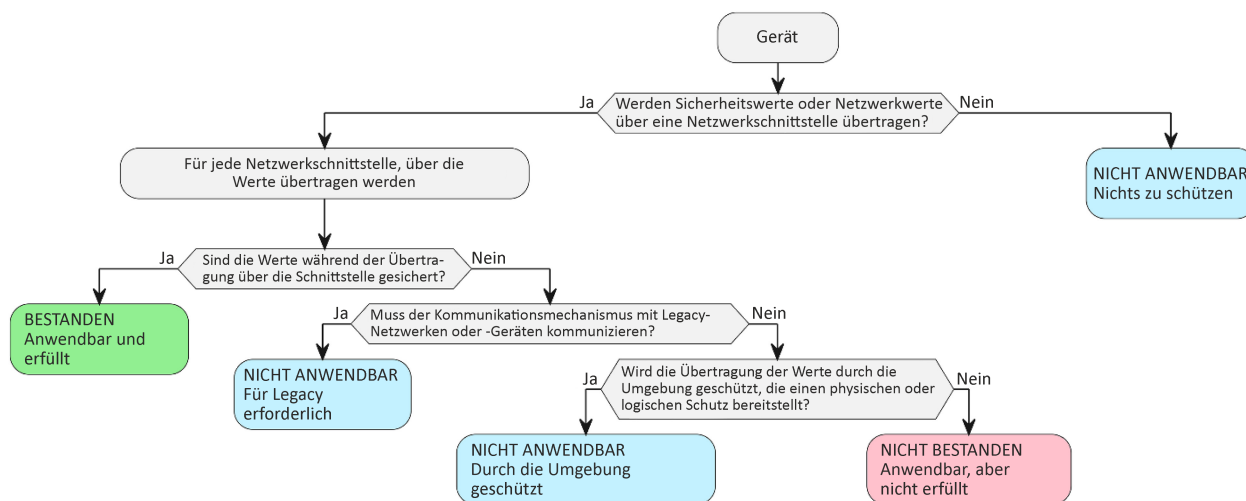 Gerät
Ja
Werden Sicherheitswerte oder Netzwerkwerte
über eine Netzwerkschnittstelle übertragen?
Nein
Für jede Netzwerkschnittstelle, über die
Werte übertragen werden
NICHT ANWENDBAR
Nichts zu schützen
Ja
Sind die Werte während der Übertra-
gung über die Schnittstelle gesichert?
Nein
BESTANDEN
Anwendbar und
erfüllt
Ja
Muss der Kommunikationsmechanismus mit Legacy-
Netzwerken oder -Geräten kommunizieren?
Nein
NICHT ANWENDBAR
Für Legacy
erforderlich
Ja
Wird die Übertragung der Werte durch die
Umgebung geschützt, die einen physischen oder
logischen Schutz bereitstellt?
Nein
NICHT ANWENDBAR
Durch die Umgebung
geschützt
NICHT BESTANDEN
Anwendbar, aber
nicht erfüllt